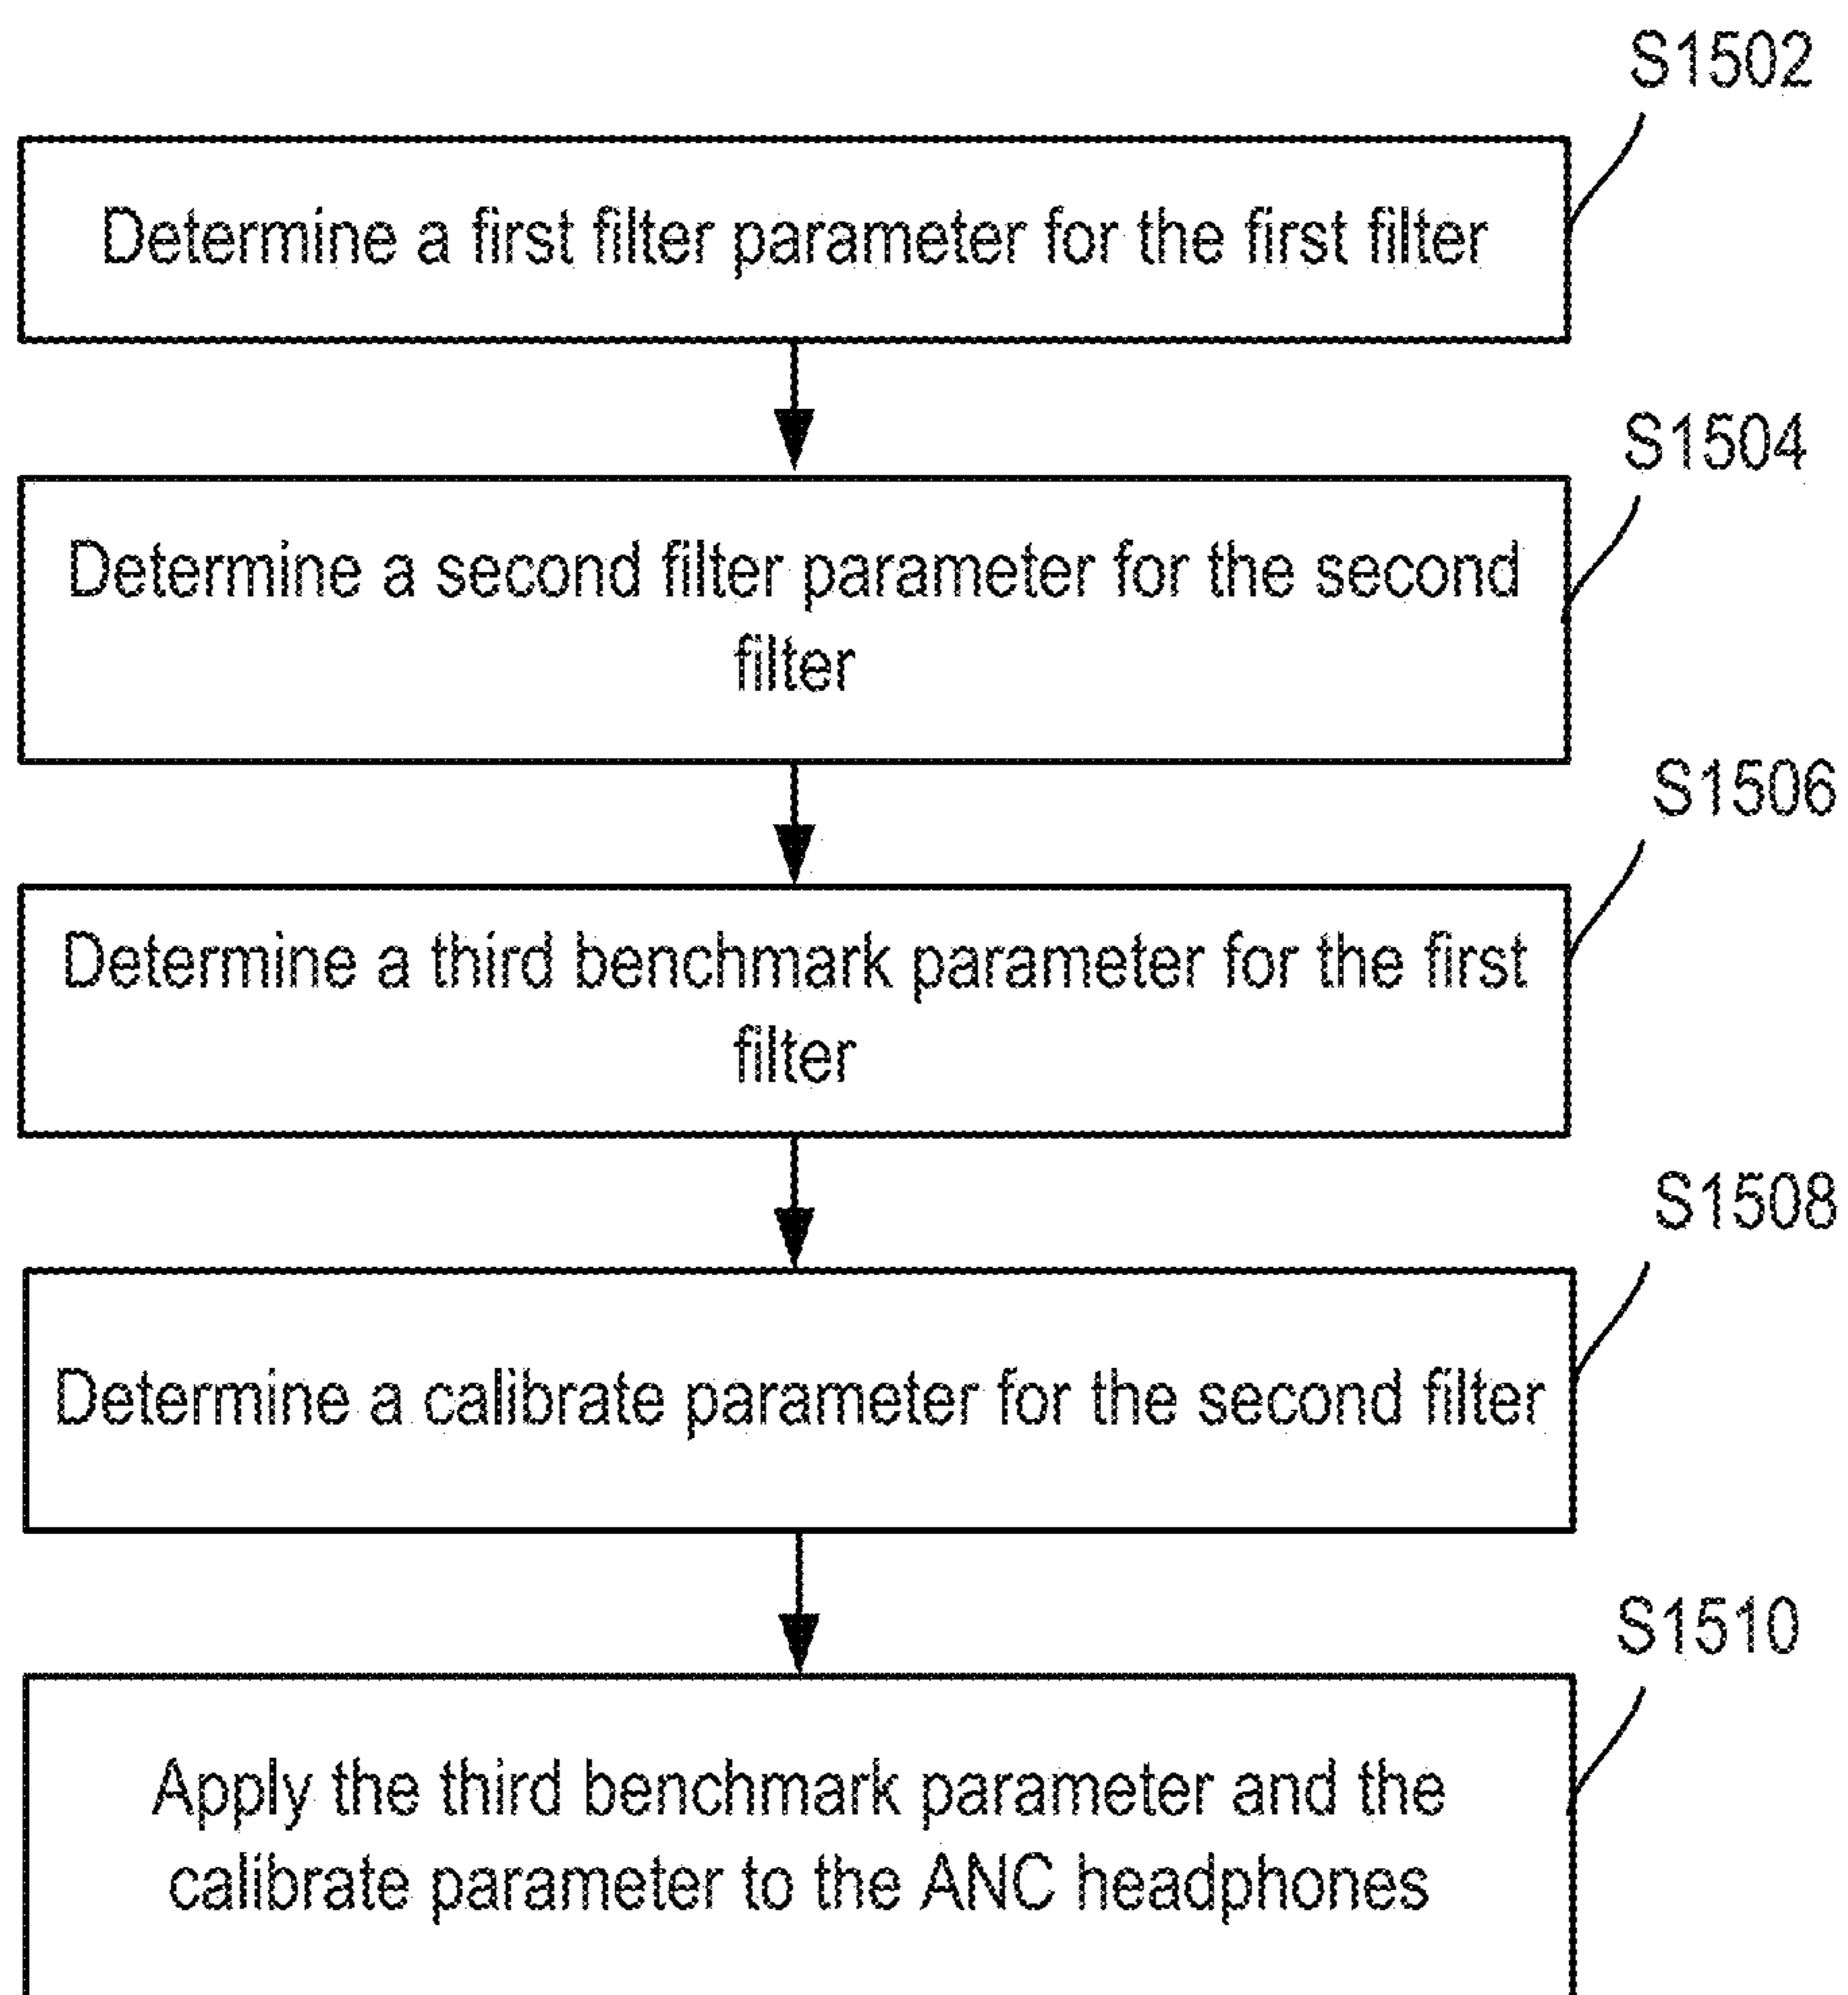 S1502
Determine a first filter parameter for the first filter
S1504
Determine a second filter parameter for the second
filter
S1506
Determine a third benchmark parameter for the first
filter
S1508
Determine a calibrate parameter for the second filter
S1510
Apply the third benchmark parameter and the
calibrate parameter to the ANC headphones